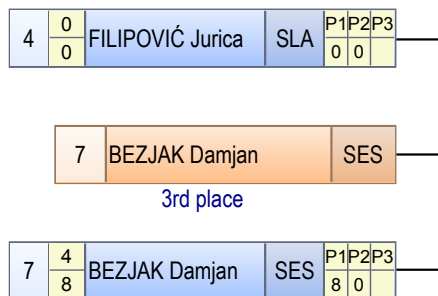 4 0 FILIPOVIĆ Jurica SLA P1 P2 P3
0 0 0
7 BEZJAK Damjan SES
3rd place
7 4 BEZJAK Damjan SES P1 P2 P3
8 8 0